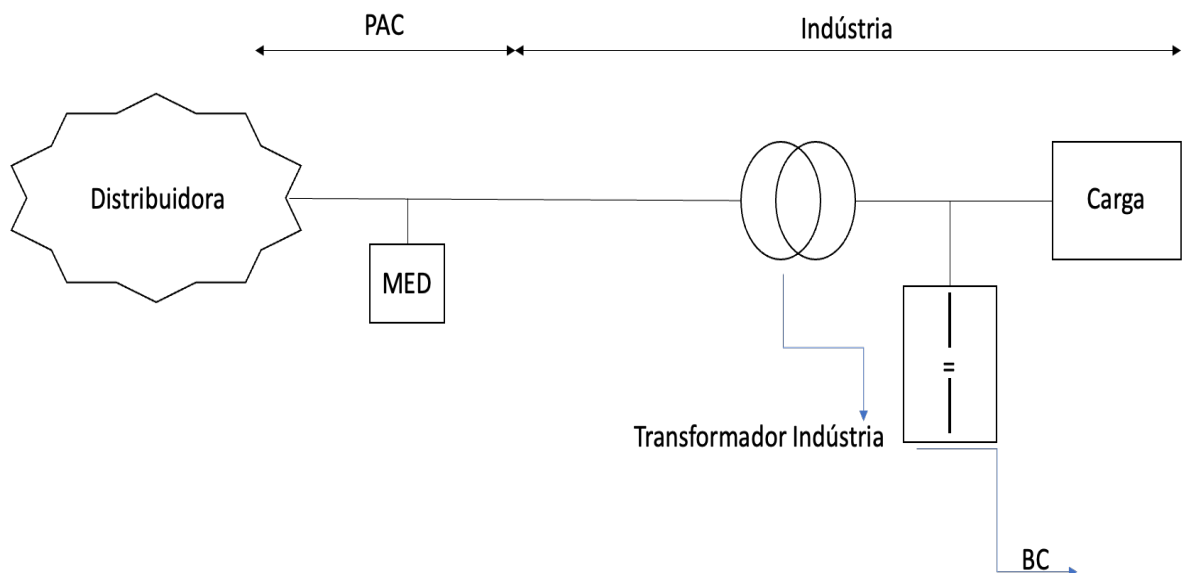 PAC
Indústria
Distribuidora
MED
Carga
=
Transformador Indústria
BC